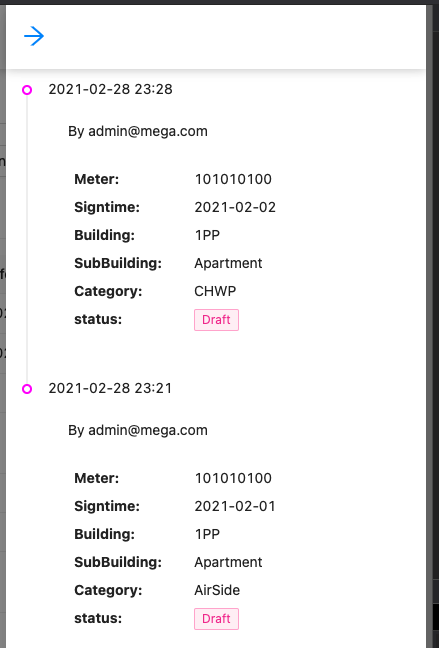 2021-02-28 23:28
By admin@mega.com
Meter: 101010100
Signtime: 2021-02-02
Building: 1PP
SubBuilding: Apartment
Category: CHWP
status: Draft
2021-02-28 23:21
By admin@mega.com
Meter: 101010100
Signtime: 2021-02-01
Building: 1PP
SubBuilding: Apartment
Category: AirSide
status: Draft